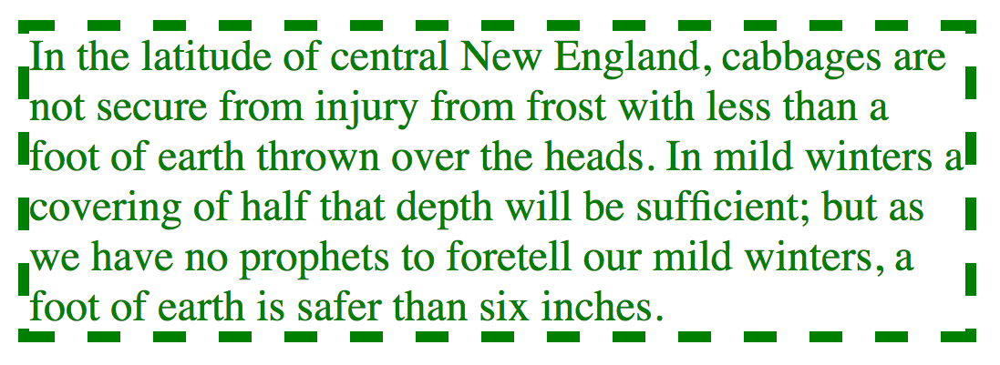 In the latitude of central New England, cabbages are
not secure from injury from frost with less than a
foot of earth thrown over the heads. In mild winters a
covering of half that depth will be sufficient; but as
we have no prophets to foretell our mild winters, a
foot of earth is safer than six inches.